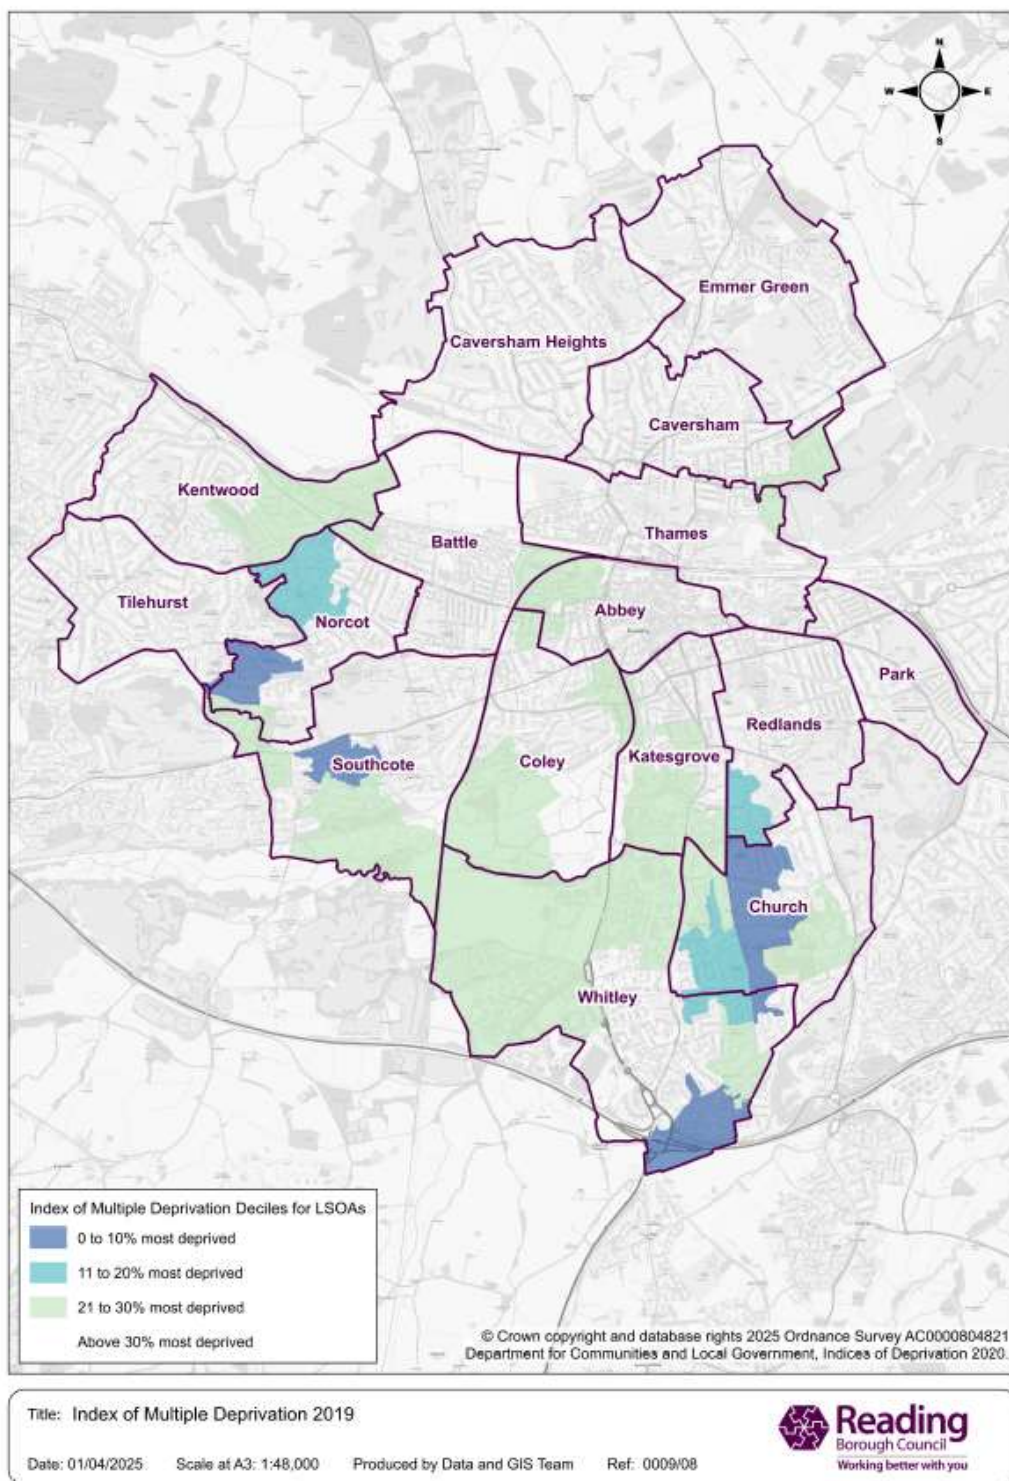 N
W
E
S
Emmer Green
Caversham Heights
Caversham
Kentwood
Thames
Battle
Tilehurst
Abbey
Norcot
Park
Redlands
Katesgrove
Coley
Southcote
Church
Whitley
Index of Multiple Deprivation Deciles for LSOAs
0 to 10% most deprived
11 to 20% most deprived
21 to 30% most deprived
Above 30% most deprived
© Crown copyright and database rights 2025 Ordnance Survey AC0000804821
Department for Communities and Local Government, Indices of Deprivation 2020.
Title: Index of Multiple Deprivation 2019
Date: 01/04/2025 Scale at A3: 1:48,000 Produced by Data and GIS Team Ref: 0009/08
Reading
Borough Council
Working better with you